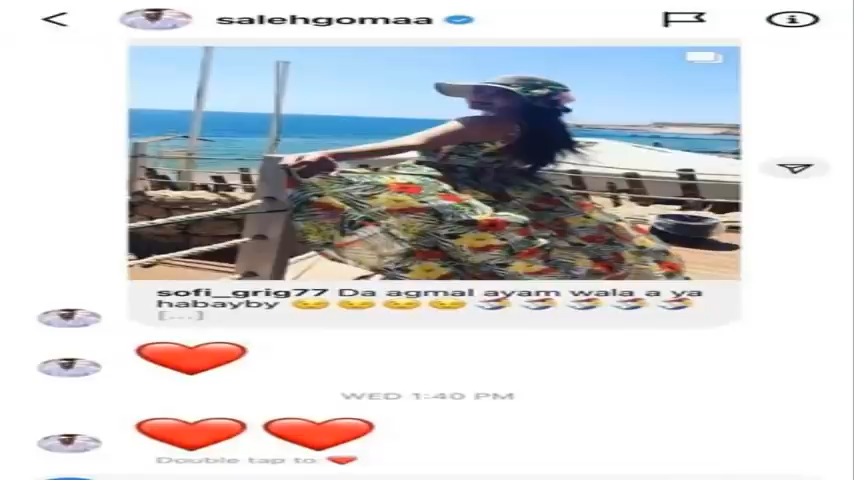 salehgomaa
sofi_grig77 Da agmal ayam wala a ya
habayby
[...]
WED 1:40 PM
Double tap to